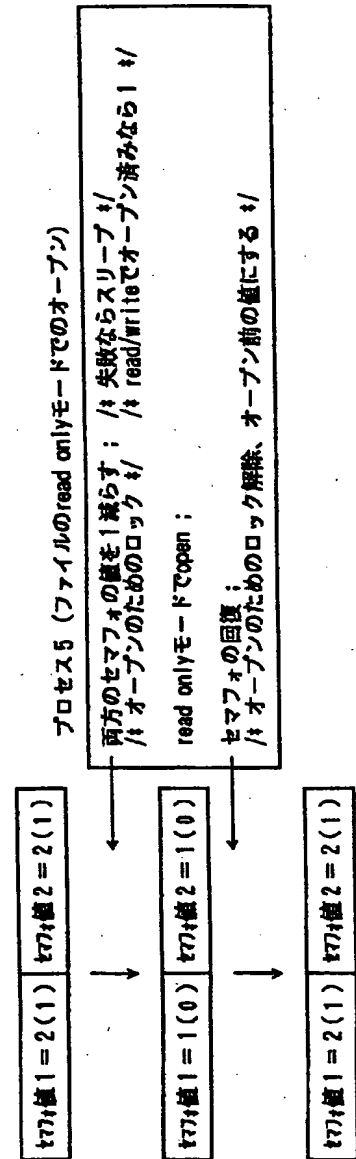 プロセス5 (ファイルのread onlyモードでのオープン)
両方のセマフォの値を1減らす ; /* 失敗ならスリープ */
/* オープンのためのロック */ /* read/writeでオープン済みなら1 */
read onlyモードでopen ;
セマフォの回復 ;
/* オープンのためのロック解除、オープン前の値にする */
セマフォ値1=2(1) セマフォ値2=2(1)
セマフォ値1=1(0) セマフォ値2=1(0)
セマフォ値1=2(1) セマフォ値2=2(1)